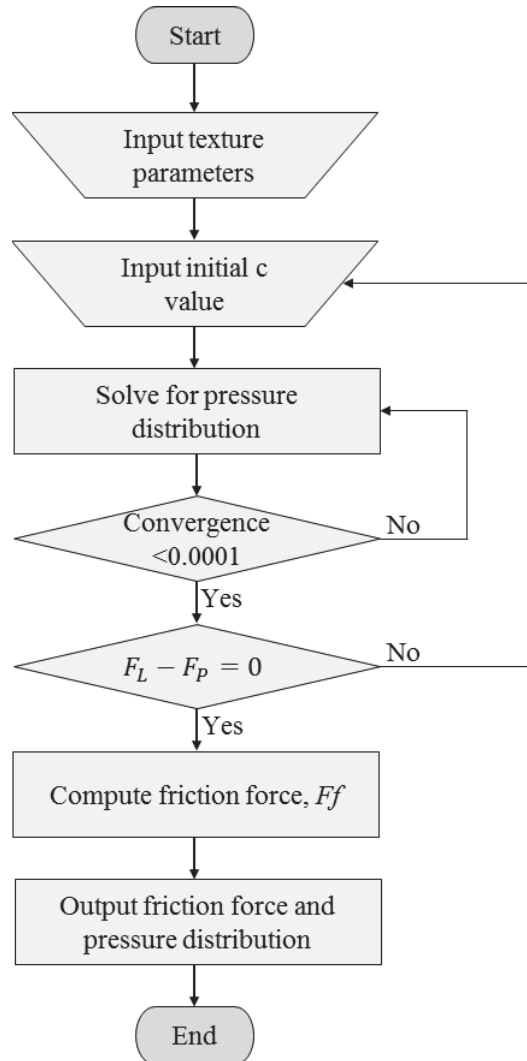 Start
Input texture
parameters
Input initial c
value
Solve for pressure
distribution
Convergence
<0.0001
No
Yes
F_L − F_P = 0
No
Yes
Compute friction force, Ff
Output friction force and
pressure distribution
End